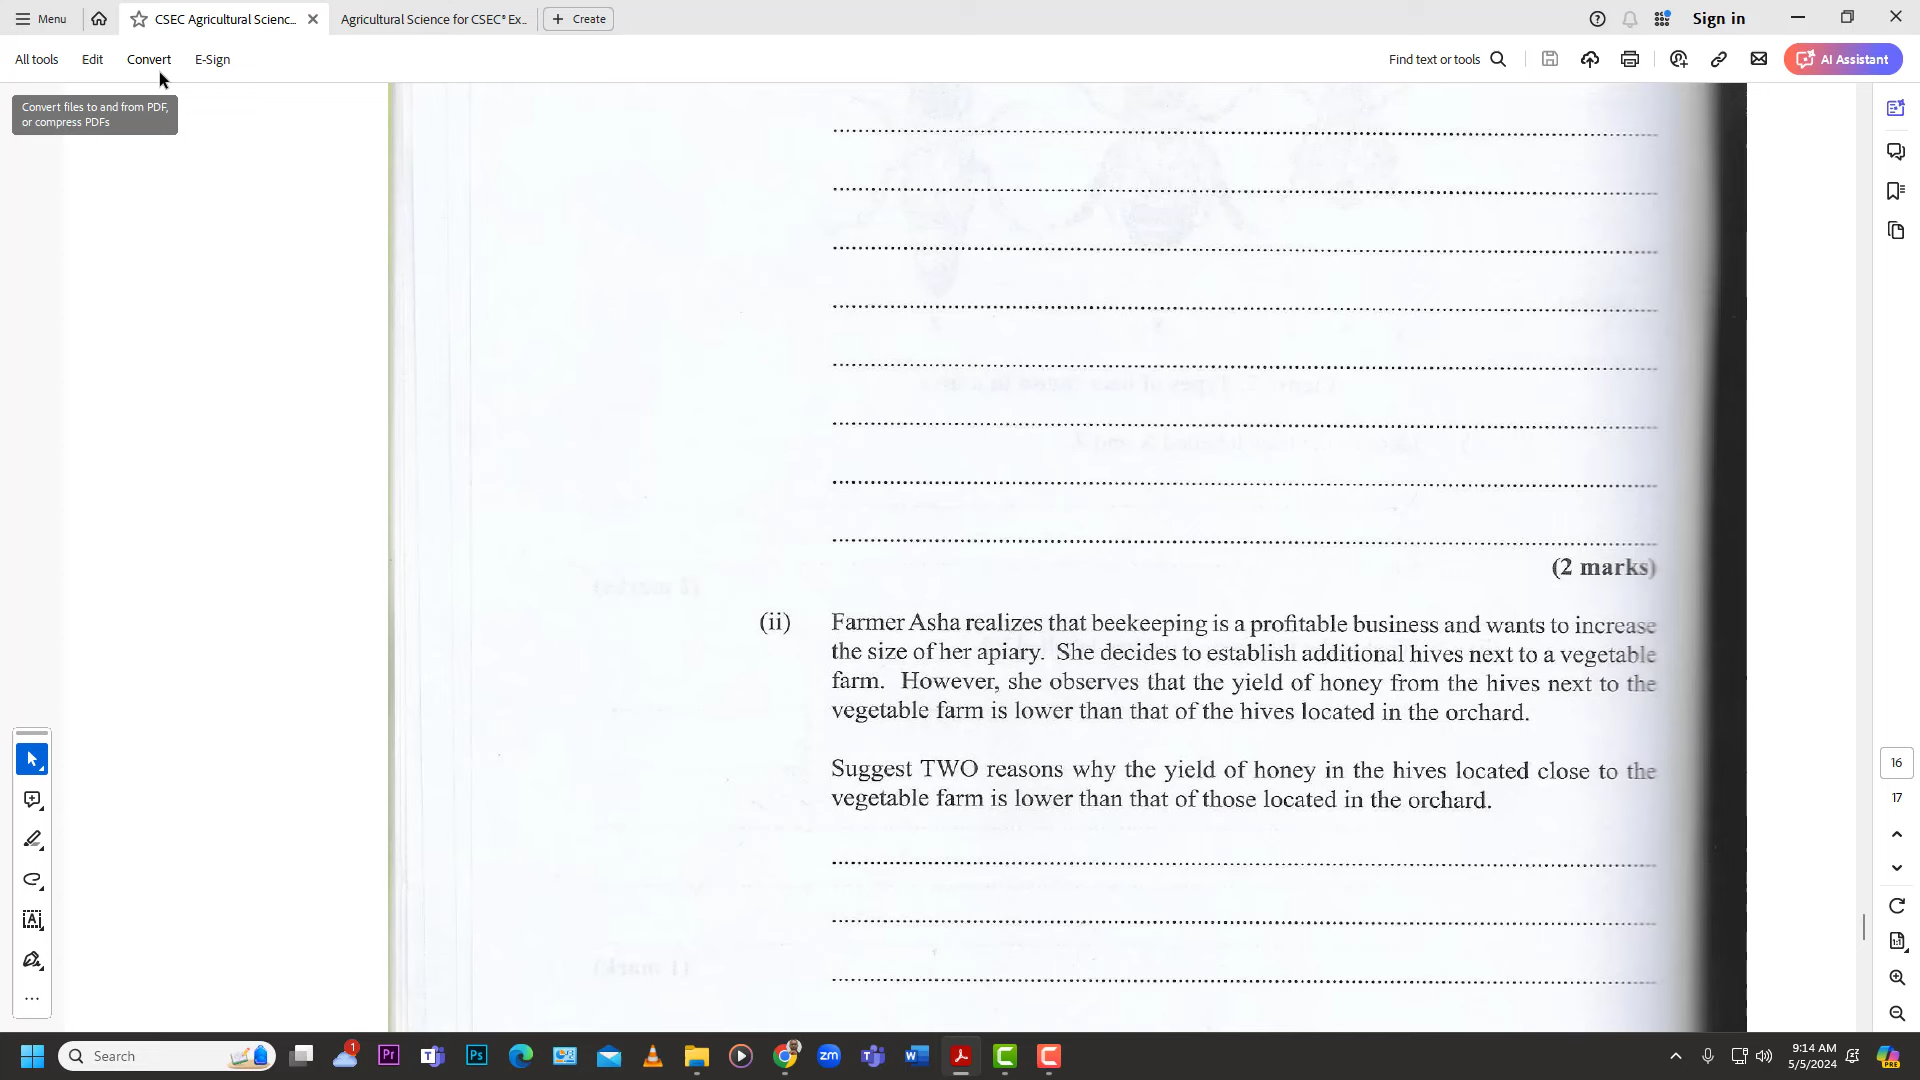 Menu
CSEC Agricultural Scienc...
Agricultural Science for CSEC® Ex...
Create
Sign in
All tools
Edit
Convert
E-Sign
Find text or tools
AI Assistant
Convert files to and from PDF,
or compress PDFs
(2 marks)
(ii) Farmer Asha realizes that beekeeping is a profitable business and wants to increase
the size of her apiary. She decides to establish additional hives next to a vegetable
farm. However, she observes that the yield of honey from the hives next to the
vegetable farm is lower than that of the hives located in the orchard.
Suggest TWO reasons why the yield of honey in the hives located close to the
vegetable farm is lower than that of those located in the orchard.
16
17
Search
1
Pr
Ps
zm
9:14 AM
5/5/2024
PRE